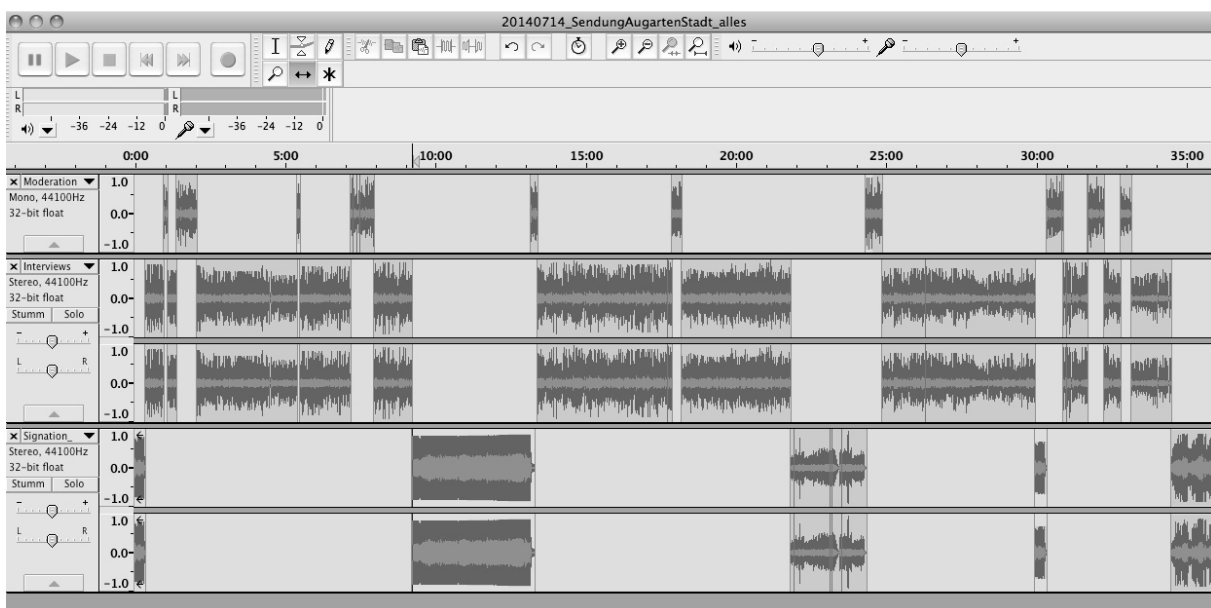 20140714_SendungAugartenStadt_alles
L L
R R
-36 -24 -12 0 -36 -24 -12 0
0:00 5:00 10:00 15:00 20:00 25:00 30:00 35:00
Moderation 1.0
Mono, 44100Hz
32-bit float 0.0
-1.0
Interviews 1.0
Stereo, 44100Hz
32-bit float 0.0
Stumm Solo
- + -1.0
L R 1.0
0.0
-1.0
Signation_ 1.0
Stereo, 44100Hz
32-bit float 0.0
Stumm Solo
- + -1.0
L R 1.0
0.0
-1.0